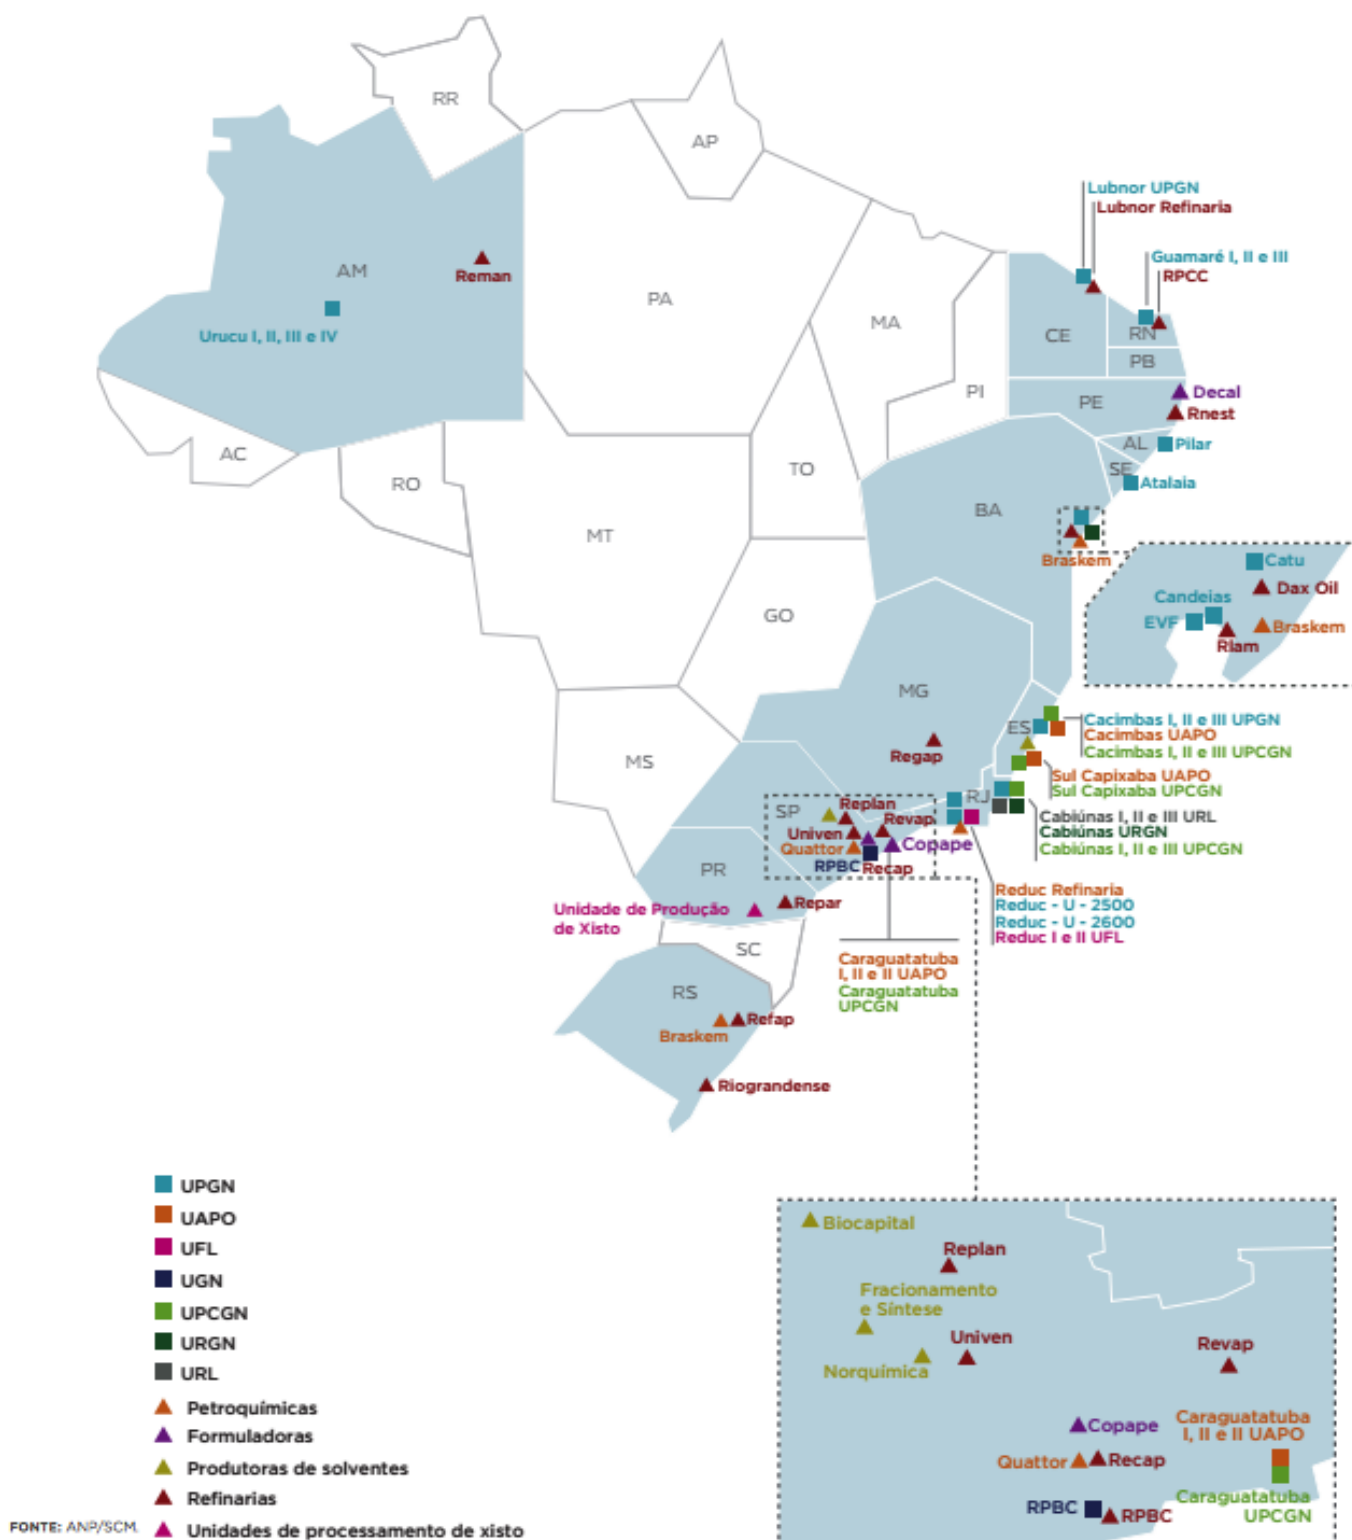 RR
AP
Lubnor UPGN
Lubnor Refinaria
Guamaré I, II e III
RPCC
AM
Reman
Urucu I, II, III e IV
PA
MA
CE
RN
PB
PI
PE
Decal
Rnest
AL
Pilar
SE
Atalaia
AC
RO
TO
MT
BA
Braskem
Catu
Dax Oil
Candeias
EVF
Braskem
Rlam
GO
MG
ES
Cacimbas I, II e III UPGN
Cacimbas UAPO
Cacimbas I, II e III UPCGN
Regap
MS
Sul Capixaba UAPO
Sul Capixaba UPCGN
RJ
SP
Replan
Revap
Univen
Quattor
Copape
RPBC
Recap
Cabiúnas I, II e III URL
Cabiúnas URGN
Cabiúnas I, II e III UPCGN
PR
Reduc Refinaria
Reduc - U - 2500
Reduc - U - 2600
Reduc I e II UFL
Unidade de Produção
de Xisto
Repar
SC
Caraguatatuba
I, II e II UAPO
Caraguatatuba
UPCGN
RS
Braskem
Refap
Riograndense
UPGN
UAPO
UFL
UGN
UPCGN
URGN
URL
Petroquímicas
Formuladoras
Produtoras de solventes
Refinarias
Unidades de processamento de xisto
Biocapital
Replan
Fracionamento
e Síntese
Univen
Norquímica
Revap
Copape
Caraguatatuba
I, II e II UAPO
Quattor
Recap
RPBC
RPBC
Caraguatatuba
UPCGN
FONTE: ANP/SCM.